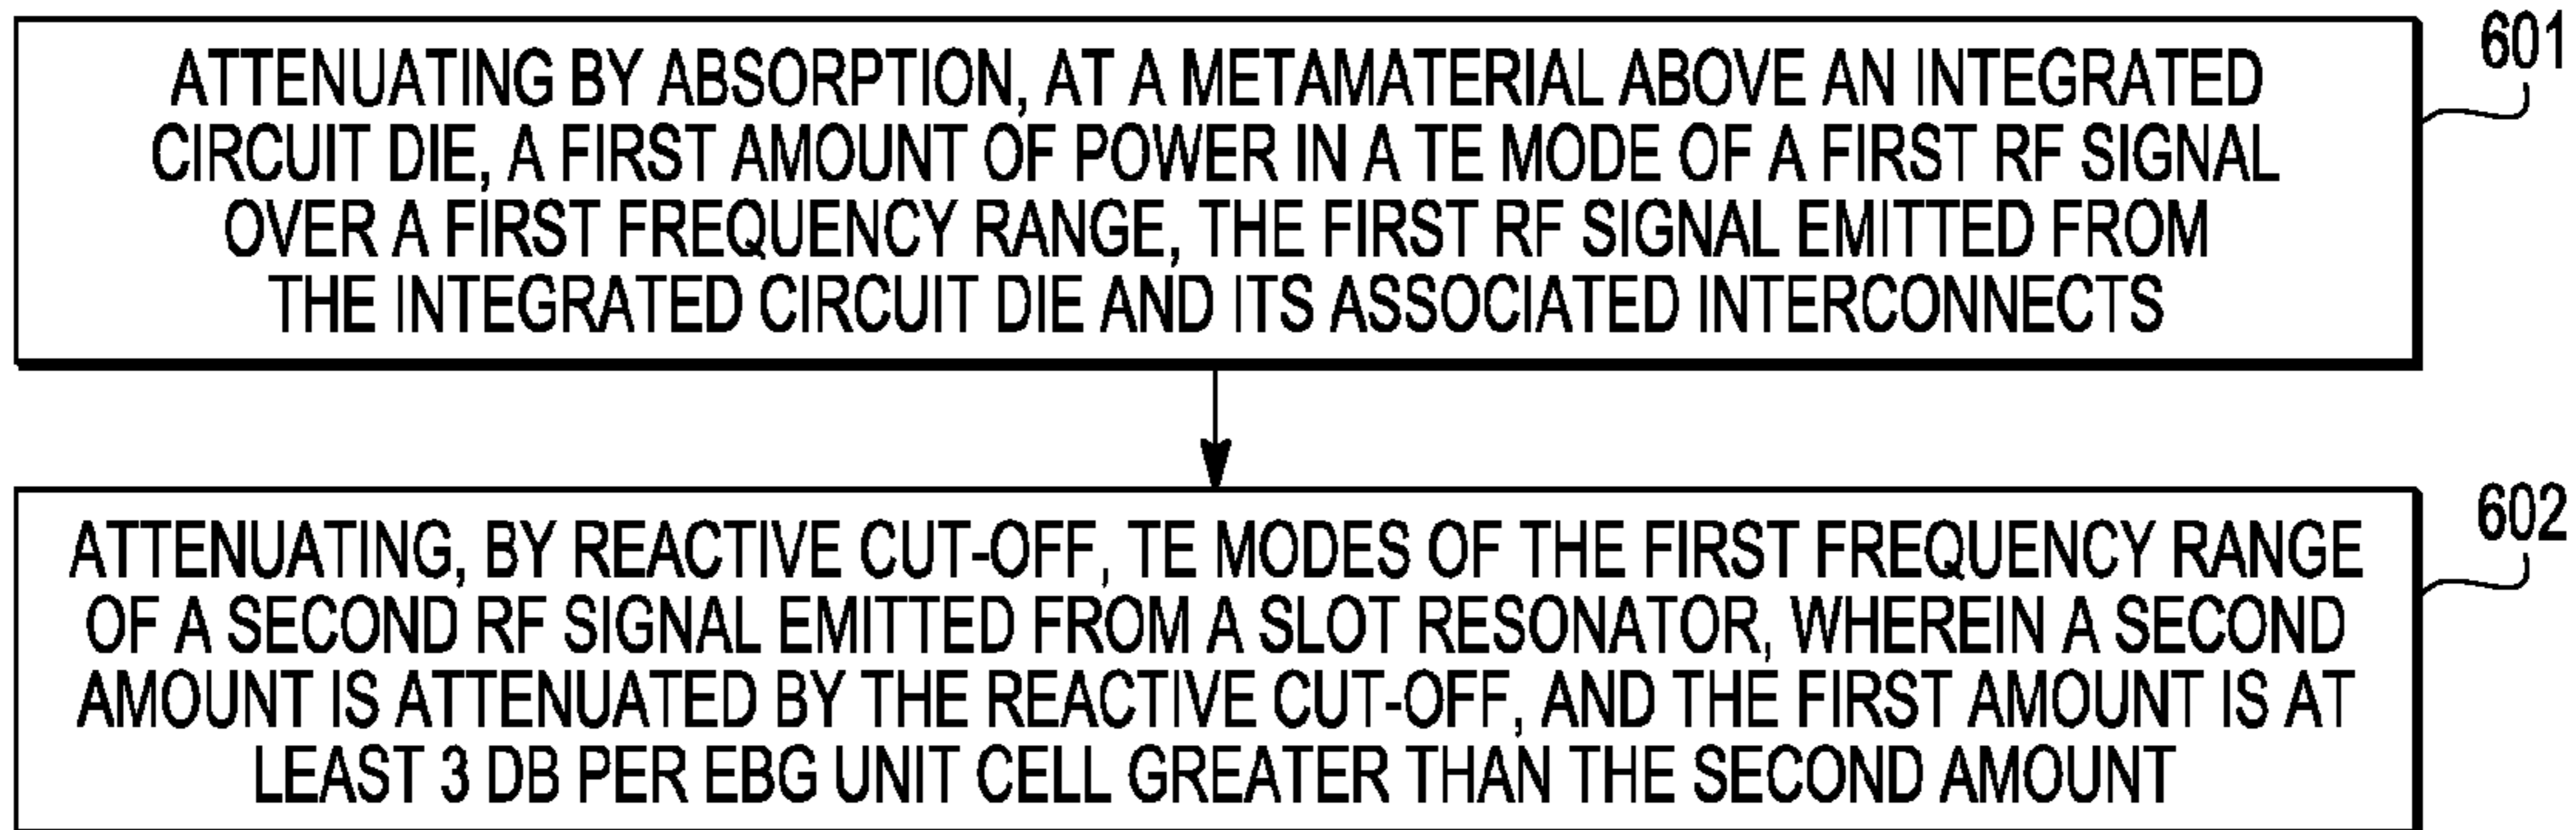 ATTENUATING BY ABSORPTION, AT A METAMATERIAL ABOVE AN INTEGRATED
CIRCUIT DIE, A FIRST AMOUNT OF POWER IN A TE MODE OF A FIRST RF SIGNAL
OVER A FIRST FREQUENCY RANGE, THE FIRST RF SIGNAL EMITTED FROM
THE INTEGRATED CIRCUIT DIE AND ITS ASSOCIATED INTERCONNECTS
601
ATTENUATING, BY REACTIVE CUT-OFF, TE MODES OF THE FIRST FREQUENCY RANGE
OF A SECOND RF SIGNAL EMITTED FROM A SLOT RESONATOR, WHEREIN A SECOND
AMOUNT IS ATTENUATED BY THE REACTIVE CUT-OFF, AND THE FIRST AMOUNT IS AT
LEAST 3 DB PER EBG UNIT CELL GREATER THAN THE SECOND AMOUNT
602